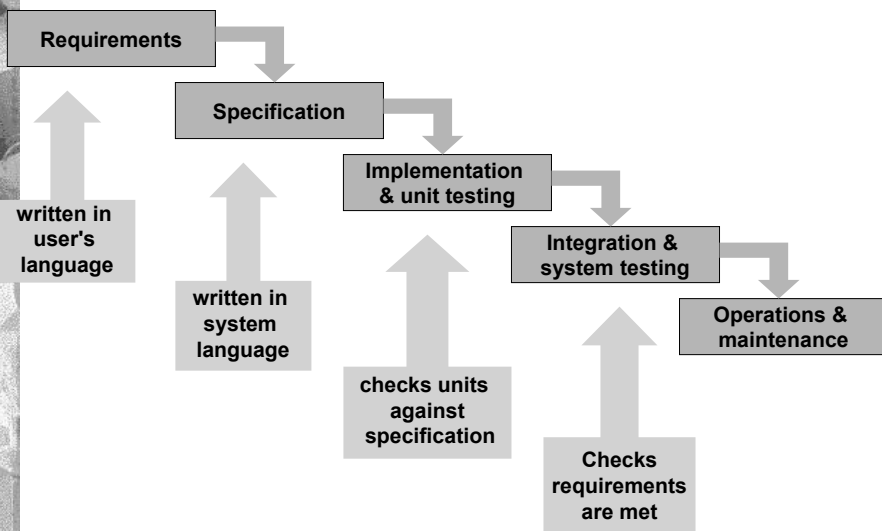 Requirements
Specification
Implementation
& unit testing
written in
user's
language
Integration &
system testing
written in
system
language
Operations &
maintenance
checks units
against
specification
Checks
requirements
are met